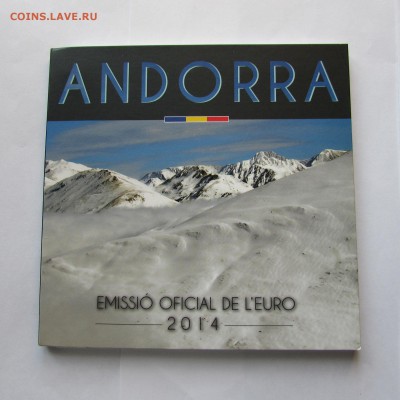 COINS.LAVE.RU
ANDORRA
EMISSIÓ OFICIAL DE L'EURO
2014